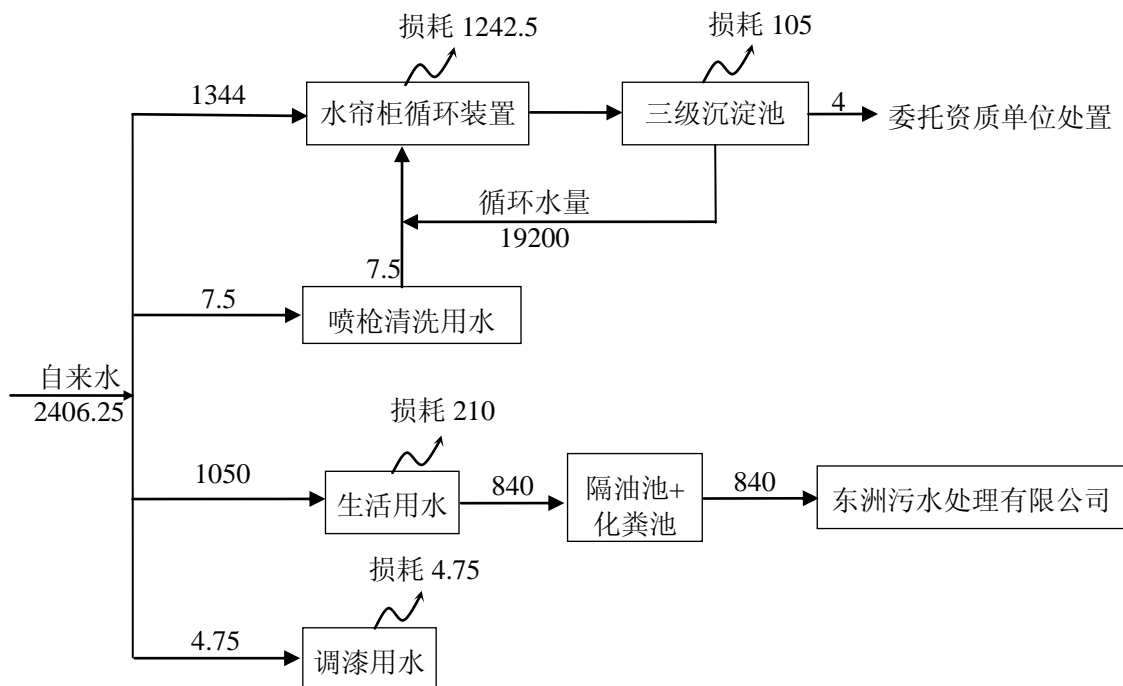 损耗 1242.5
损耗 105
1344
水帘柜循环装置
三级沉淀池
4
委托资质单位处置
循环水量
19200
7.5
7.5
喷枪清洗用水
自来水
2406.25
损耗 210
1050
生活用水
840
隔油池+
化粪池
840
东洲污水处理有限公司
损耗 4.75
4.75
调漆用水